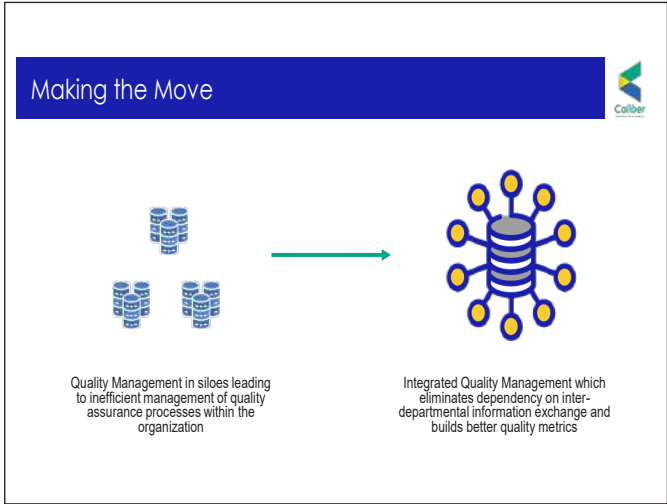 Making the Move
Caliber
Quality Management in siloes leading
to inefficient management of quality
assurance processes within the
organization
Integrated Quality Management which
eliminates dependency on inter-
departmental information exchange and
builds better quality metrics